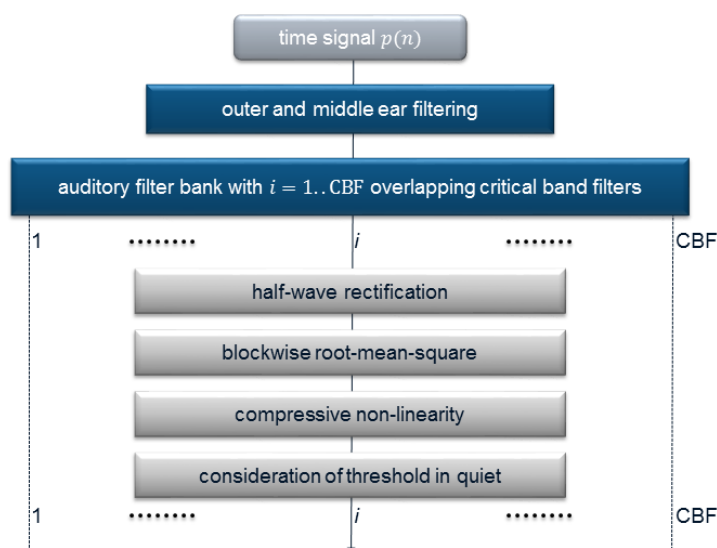 time signal p(n)
outer and middle ear filtering
auditory filter bank with i = 1..CBF overlapping critical band filters
1 ........ i ........ CBF
half-wave rectification
blockwise root-mean-square
compressive non-linearity
consideration of threshold in quiet
1 ........ i ........ CBF